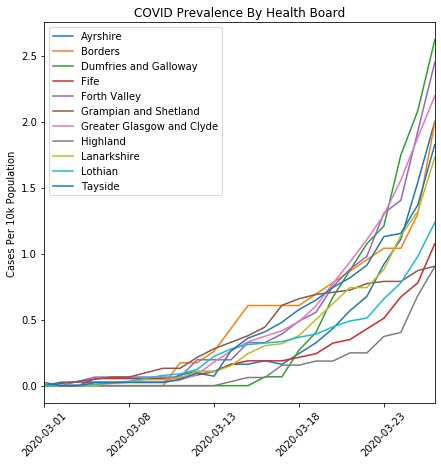 COVID Prevalence By Health Board
Ayrshire
Borders
Dumfries and Galloway
Fife
Forth Valley
Grampian and Shetland
Greater Glasgow and Clyde
Highland
Lanarkshire
Lothian
Tayside
Cases Per 10k Population
2.5
2.0
1.5
1.0
0.5
0.0
2020-03-01
2020-03-08
2020-03-13
2020-03-18
2020-03-23